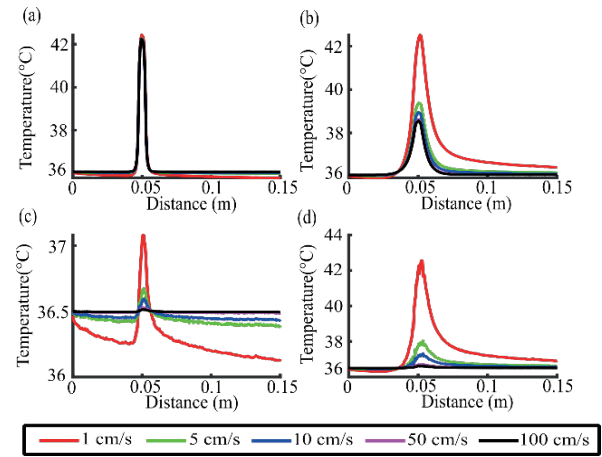 (a)
(b)
Temperature(°C)
42
40
38
36
0
0.05
0.1
0.15
Distance (m)
Temperature(°C)
42
40
38
36
0
0.05
0.1
0.15
Distance (m)
(c)
(d)
Temperature(°C)
37
36.5
36
0
0.05
0.1
0.15
Distance (m)
Temperature(°C)
44
42
40
38
36
0
0.05
0.1
0.15
Distance (m)
1 cm/s 5 cm/s 10 cm/s 50 cm/s 100 cm/s